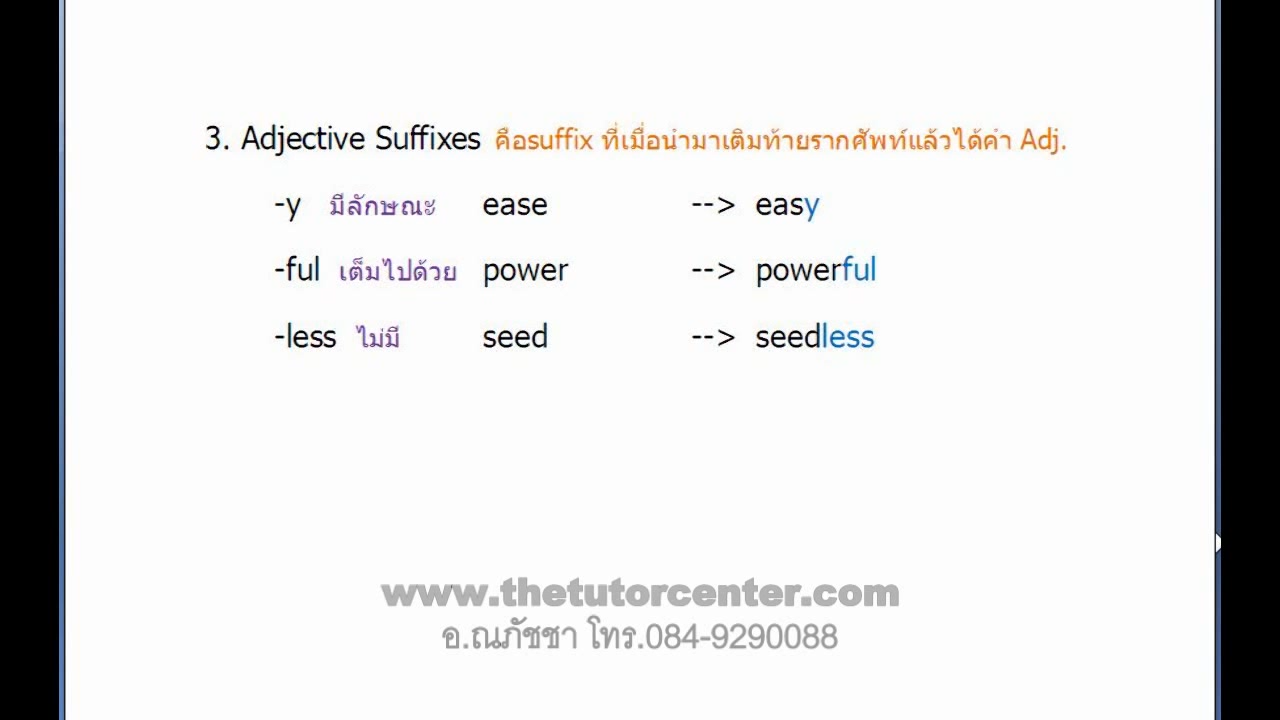 3. Adjective Suffixes คือsuffix ที่เมื่อนำมาเติมท้ายรากศัพท์แล้วได้คำ Adj.
-y มีลักษณะ ease --> easy
-ful เต็มไปด้วย power --> powerful
-less ไม่มี seed --> seedless
www.thetutorcenter.com
อ.ณภัชชา โทร.084-9290088